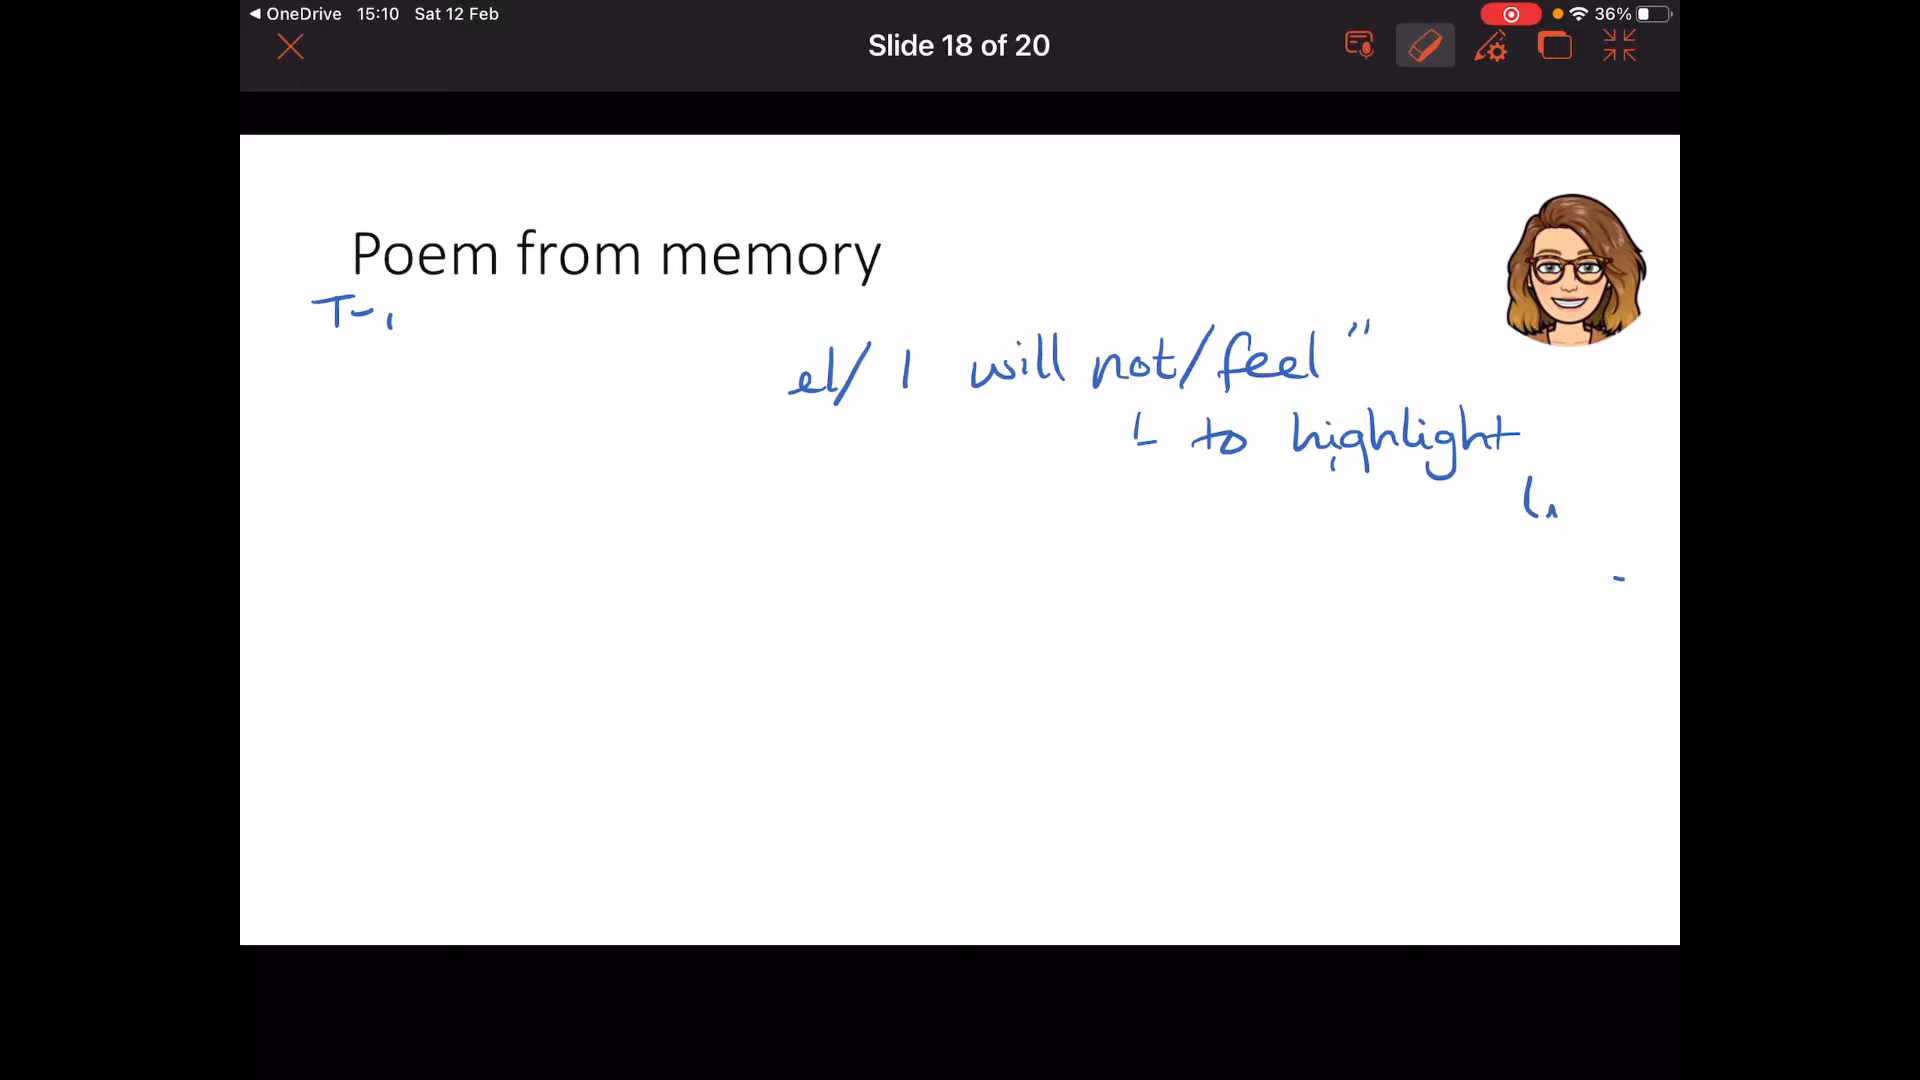 OneDrive 15:10 Sat 12 Feb 36%
Slide 18 of 20
Poem from memory
el/ I will not/feel"
to highlight